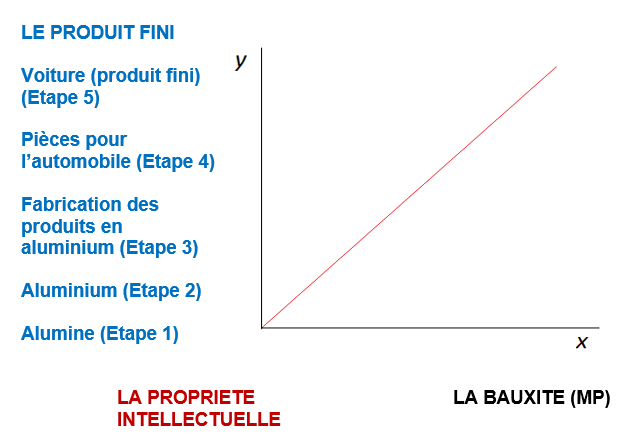 LE PRODUIT FINI
Voiture (produit fini)
(Etape 5)
Pièces pour
l’automobile (Etape 4)
Fabrication des
produits en
aluminium (Etape 3)
Aluminium (Etape 2)
Alumine (Etape 1)
y
x
LA PROPRIETE
INTELLECTUELLE
LA BAUXITE (MP)